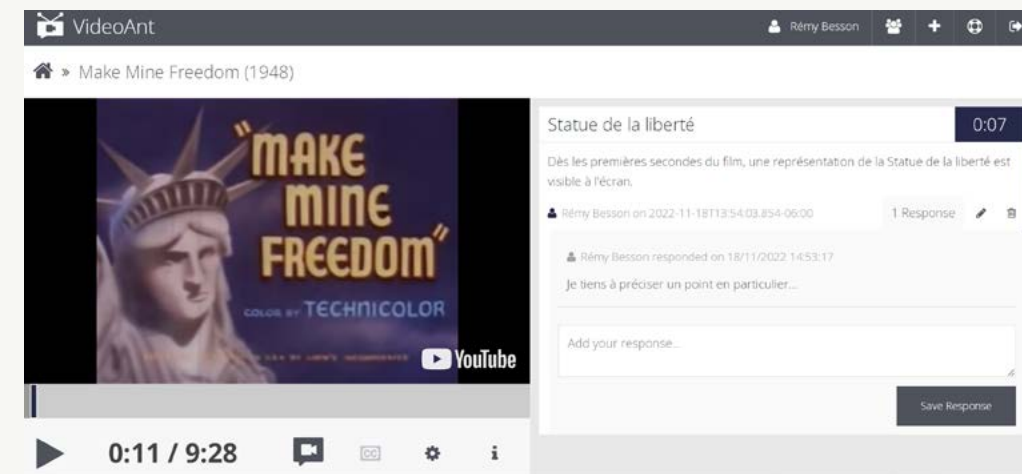 VideoAnt
Rémy Besson
» Make Mine Freedom (1948)
"MAKE
MINE
FREEDOM"
COLOR BY TECHNICOLOR
YouTube
0:11 / 9:28
CC
i
Statue de la liberté
0:07
Dès les premières secondes du film, une représentation de la Statue de la liberté est
visible à l'écran.
Rémy Besson on 2022-11-18T13:54:03.854-06:00
1 Response
Rémy Besson responded on 18/11/2022 14:53:17
Je tiens à préciser un point en particulier...
Add your response...
Save Response